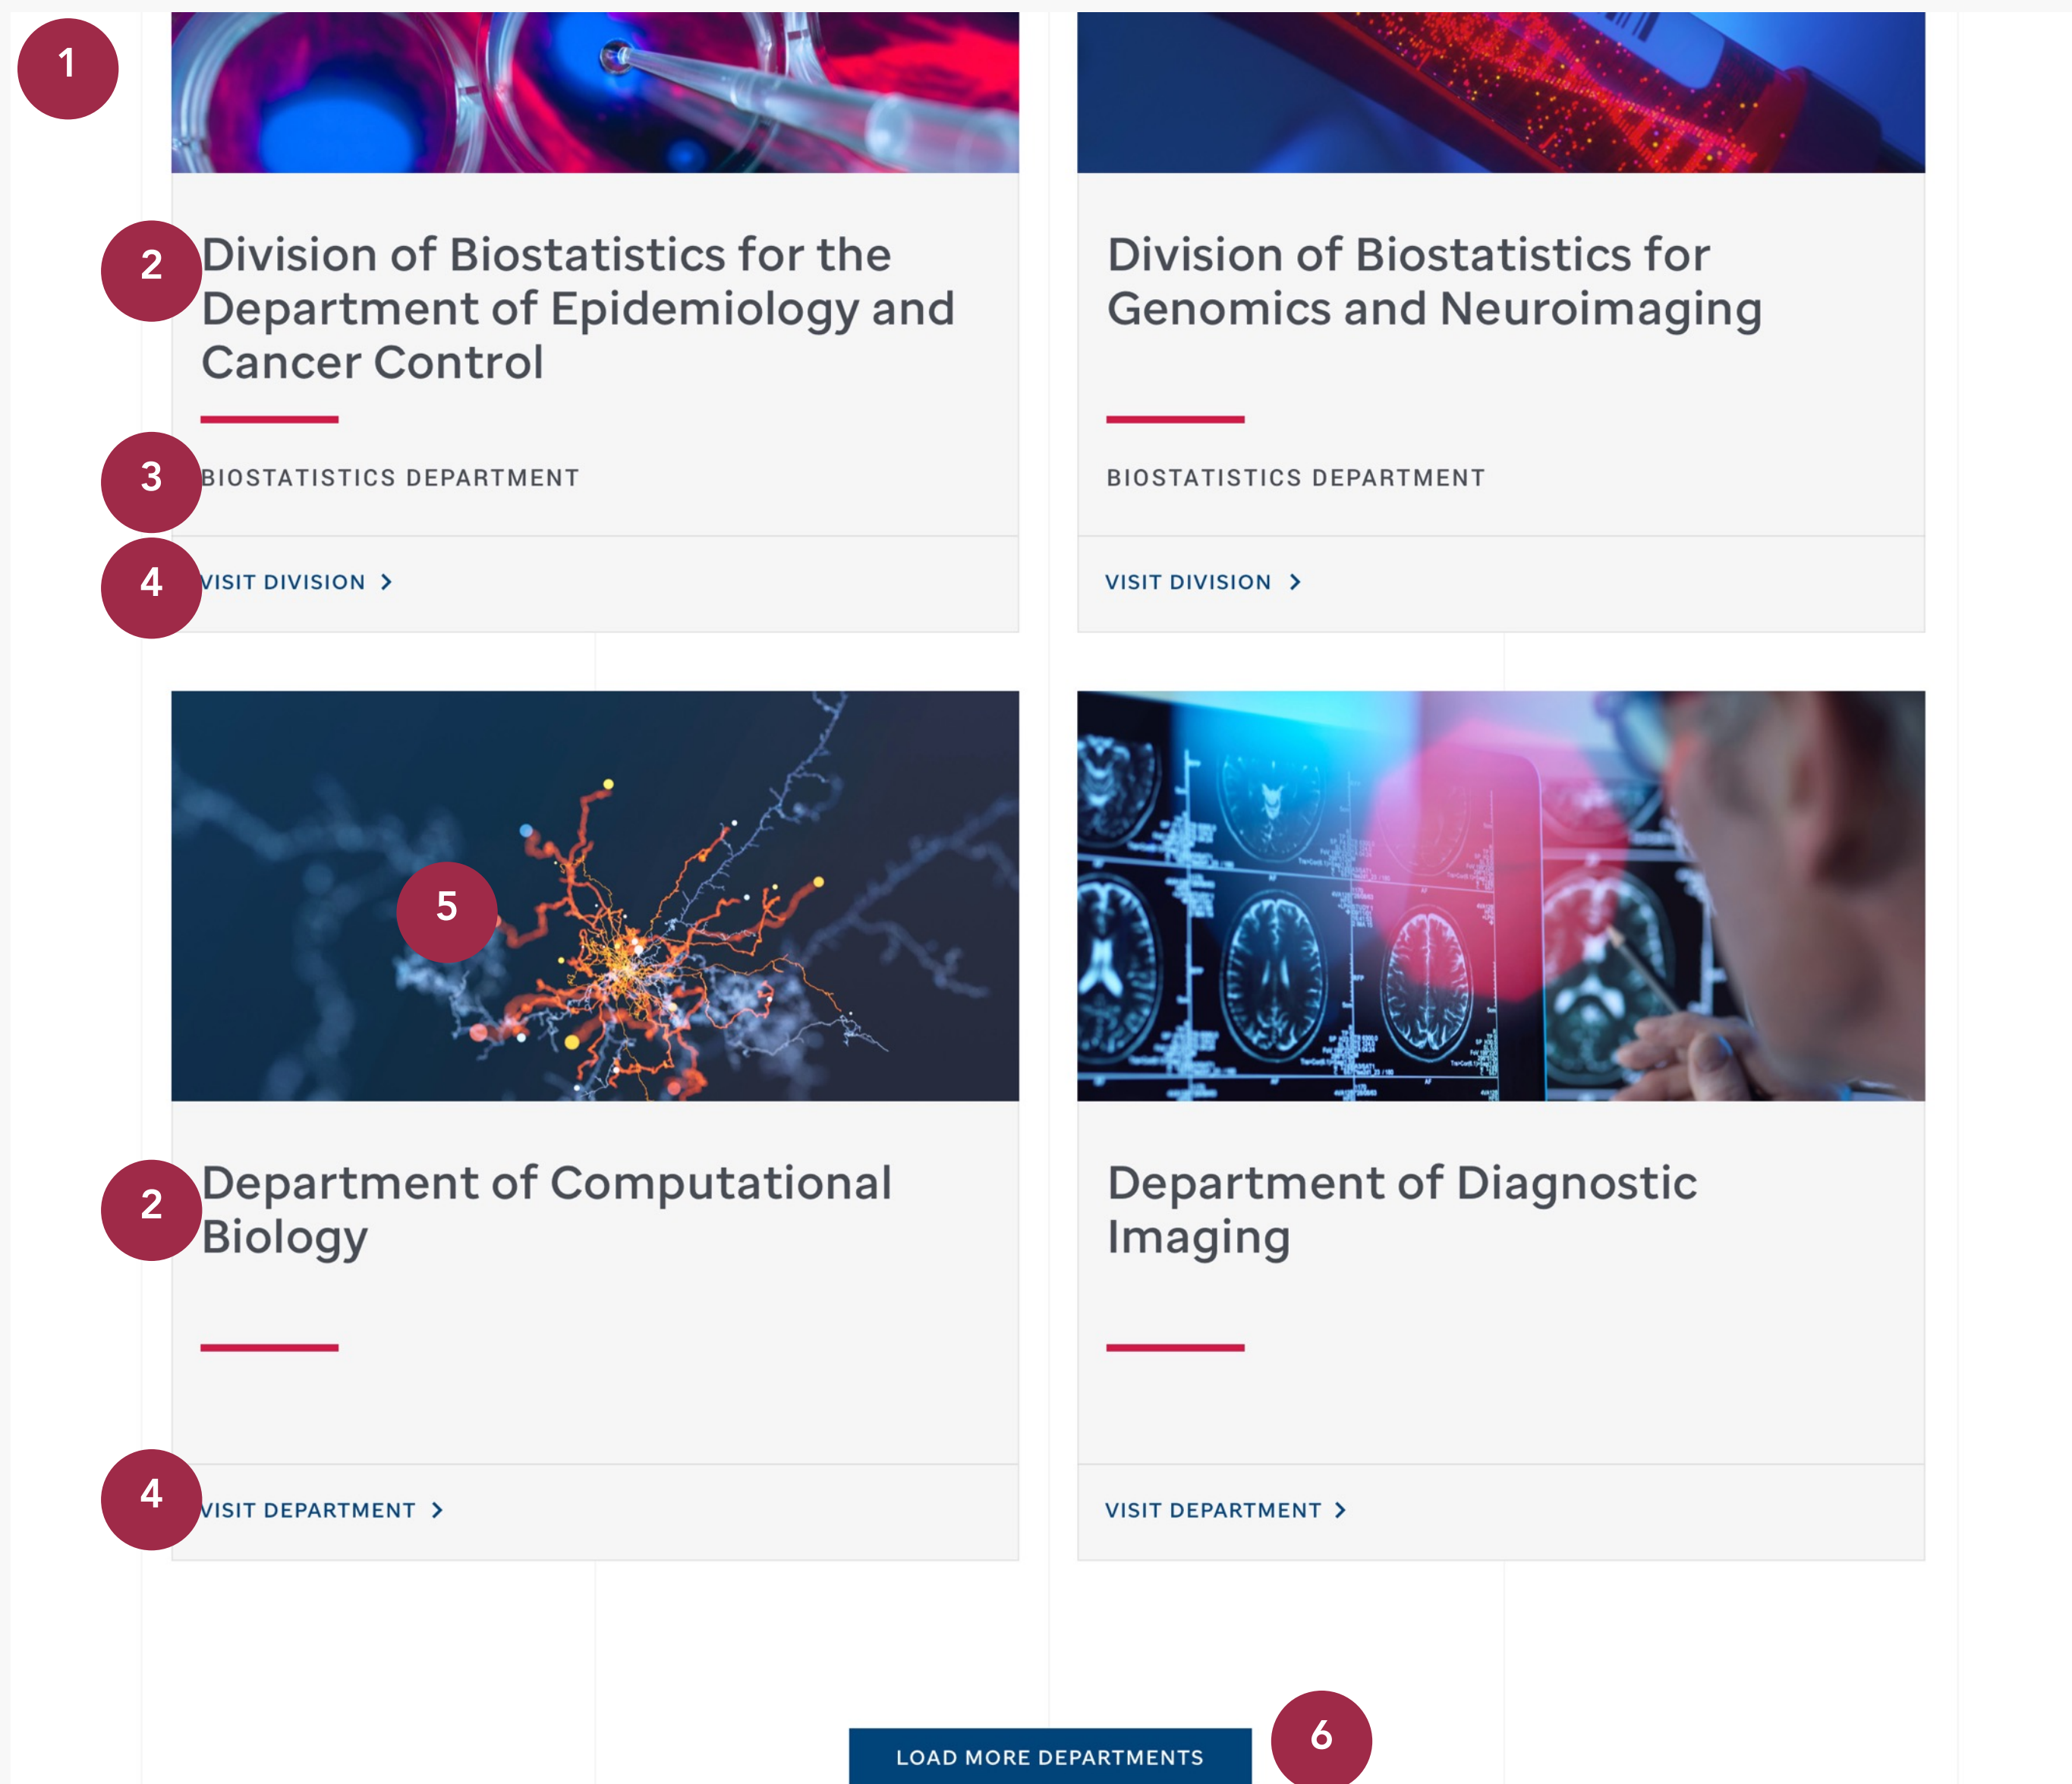 1
2
Division of Biostatistics for the
Department of Epidemiology and
Cancer Control
3
BIOSTATISTICS DEPARTMENT
4
VISIT DIVISION
Division of Biostatistics for
Genomics and Neuroimaging
BIOSTATISTICS DEPARTMENT
VISIT DIVISION
5
2
Department of Computational
Biology
4
VISIT DEPARTMENT
Department of Diagnostic
Imaging
VISIT DEPARTMENT
LOAD MORE DEPARTMENTS
6